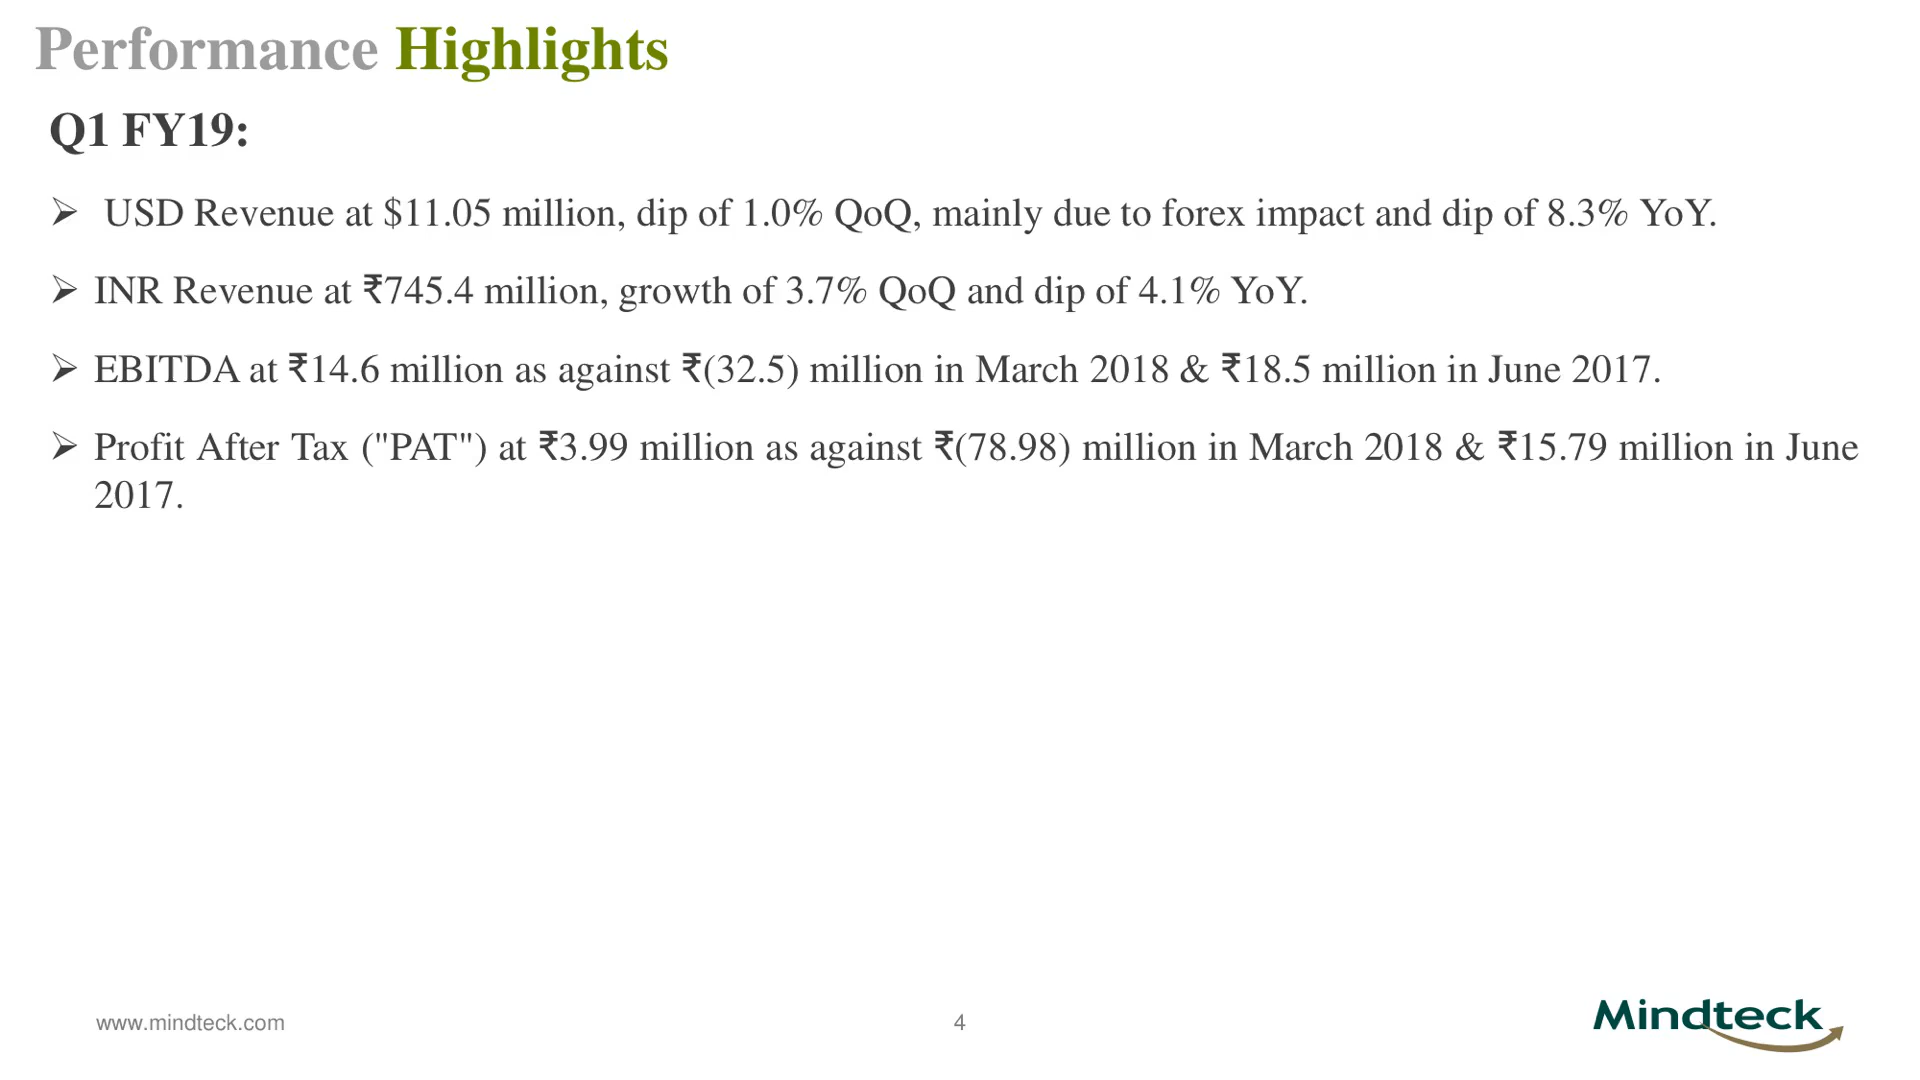 Performance Highlights
Q1 FY19:
➢ USD Revenue at $11.05 million, dip of 1.0% QoQ, mainly due to forex impact and dip of 8.3% YoY.
➢ INR Revenue at ₹745.4 million, growth of 3.7% QoQ and dip of 4.1% YoY.
➢ EBITDA at ₹14.6 million as against ₹(32.5) million in March 2018 & ₹18.5 million in June 2017.
➢ Profit After Tax ("PAT") at ₹3.99 million as against ₹(78.98) million in March 2018 & ₹15.79 million in June
2017.
www.mindteck.com
4
Mindteck